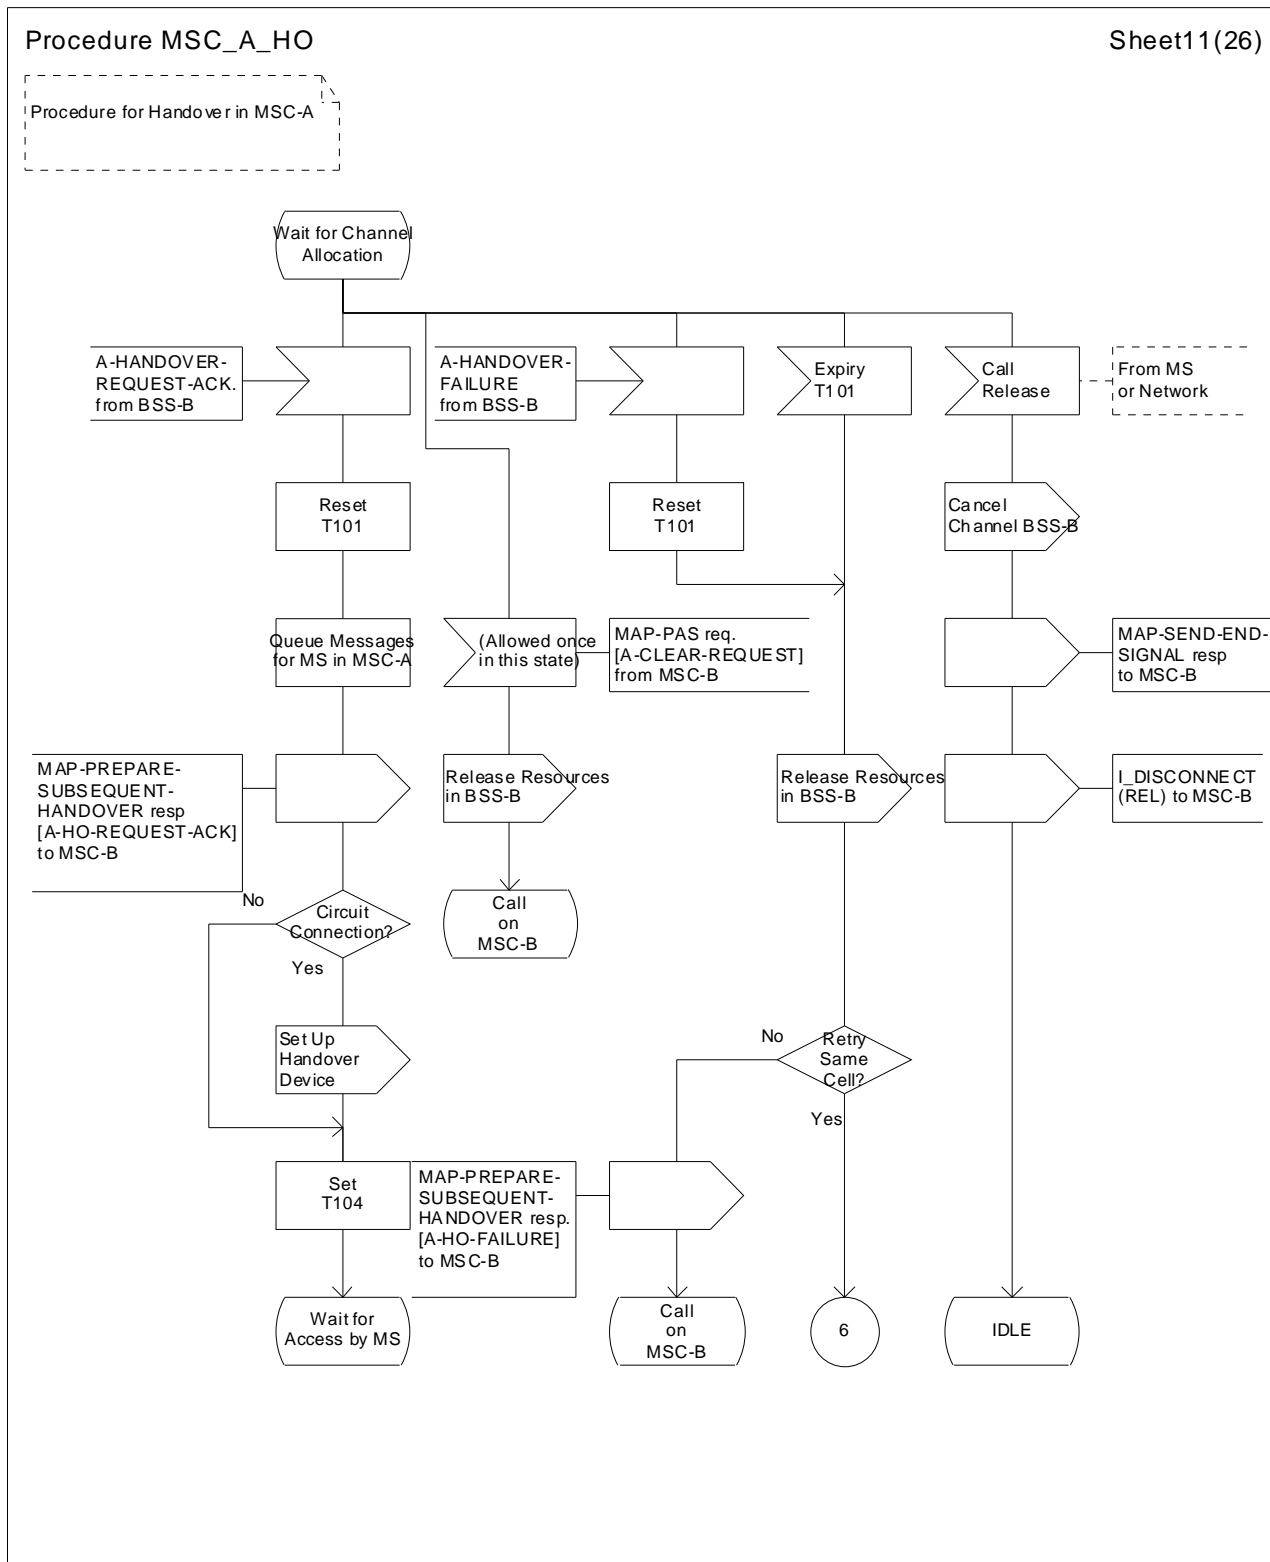 Procedure MSC_A_HO
Sheet11(26)
Procedure for Handover in MSC-A
Wait for Channel
Allocation
A-HANDOVER-
REQUEST-ACK.
from BSS-B
A-HANDOVER-
FAILURE
from BSS-B
Expiry
T101
Call
Release
From MS
or Network
Reset
T101
Reset
T101
Cancel
Channel BSS-B
Queue Messages
for MS in MSC-A
(Allowed once
in this state)
MAP-PAS req.
[A-CLEAR-REQUEST]
from MSC-B
MAP-SEND-END-
SIGNAL resp
to MSC-B
MAP-PREPARE-
SUBSEQUENT-
HANDOVER resp
[A-HO-REQUEST-ACK]
to MSC-B
Release Resources
in BSS-B
Release Resources
in BSS-B
I_DISCONNECT
(REL) to MSC-B
No
Circuit
Connection?
Yes
Call
on
MSC-B
Set Up
Handover
Device
No
Retry
Same
Cell?
Yes
Set
T104
MAP-PREPARE-
SUBSEQUENT-
HANDOVER resp.
[A-HO-FAILURE]
to MSC-B
Wait for
Access by MS
Call
on
MSC-B
6
IDLE